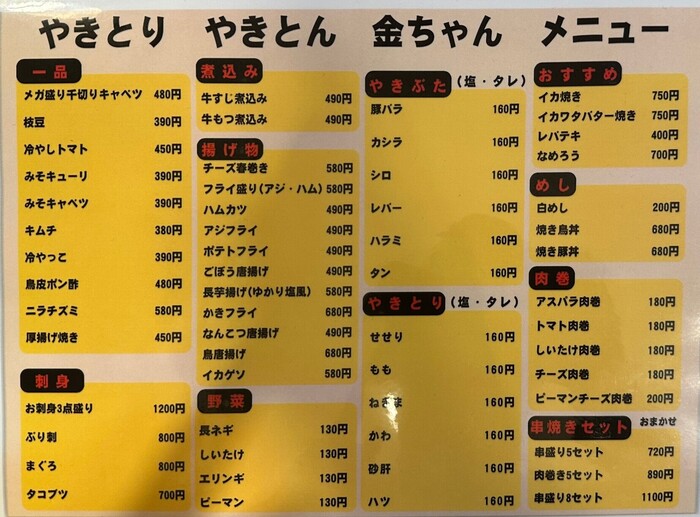 やきとり やきとん 金ちゃん メニュー
一品
メガ盛り千切りキャベツ 480円
枝豆 390円
冷やしトマト 450円
みそキューリ 390円
みそキャベツ 390円
キムチ 380円
冷やっこ 390円
鳥皮ポン酢 480円
ニラチズミ 580円
厚揚げ焼き 450円
刺身
お刺身3点盛り 1200円
ぶり刺 800円
まぐろ 800円
タコブツ 700円
煮込み
牛すじ煮込み 490円
牛もつ煮込み 490円
揚げ物
チーズ春巻き 580円
フライ盛り(アジ・ハム) 580円
ハムカツ 490円
アジフライ 490円
ポテトフライ 490円
ごぼう唐揚げ 490円
長芋揚げ(ゆかり塩風) 580円
かきフライ 680円
なんこつ唐揚げ 490円
鳥唐揚げ 680円
イカゲソ 580円
野菜
長ネギ 130円
しいたけ 130円
エリンギ 130円
ピーマン 130円
やきぶた (塩・タレ)
豚バラ 160円
カシラ 160円
シロ 160円
レバー 160円
ハラミ 160円
タン 160円
やきとり (塩・タレ)
せせり 160円
もも 160円
ねぎま 160円
かわ 160円
砂肝 160円
ハツ 160円
おすすめ
イカ焼き 750円
イカワタバター焼き 750円
レバテキ 400円
なめろう 700円
めし
白めし 200円
焼き鳥丼 680円
焼き豚丼 680円
肉巻
アスパラ肉巻 180円
トマト肉巻 180円
しいたけ肉巻 180円
チーズ肉巻 180円
ピーマンチーズ肉巻 200円
串焼きセット おまかせ
串盛り5セット 720円
肉巻き5セット 890円
串盛り8セット 1100円